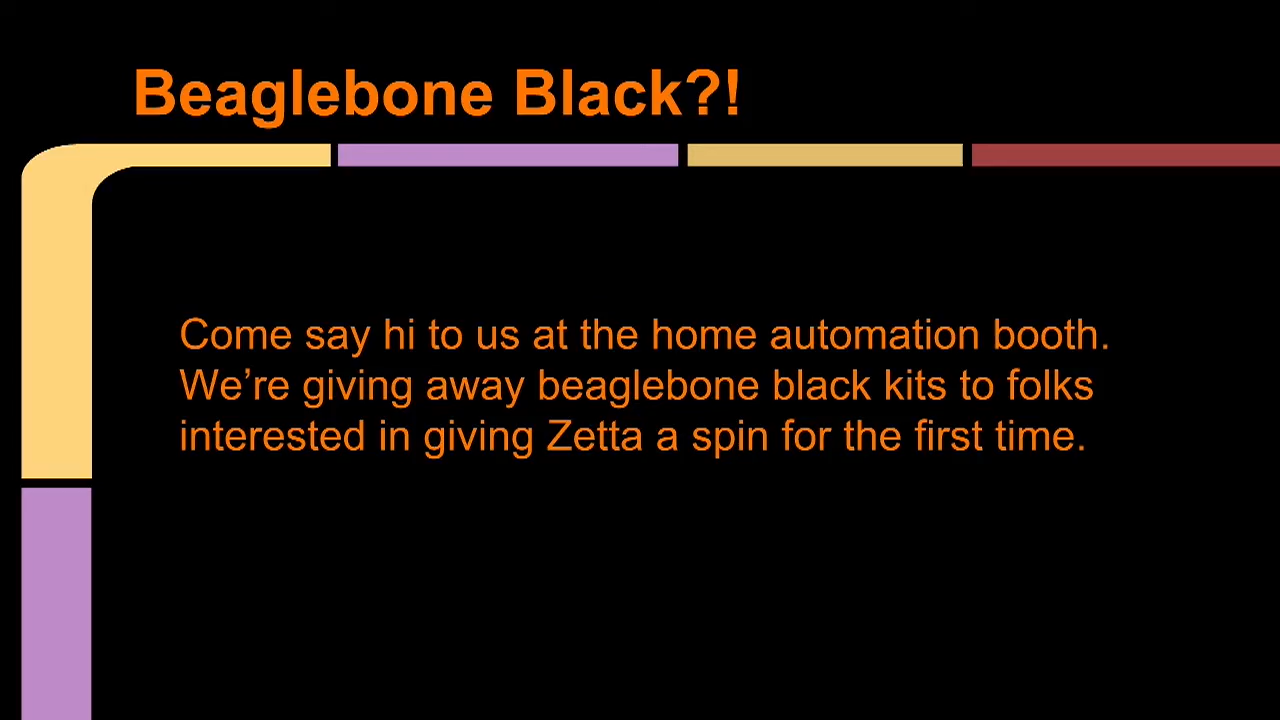 Beaglebone Black?!
Come say hi to us at the home automation booth.
We’re giving away beaglebone black kits to folks
interested in giving Zetta a spin for the first time.